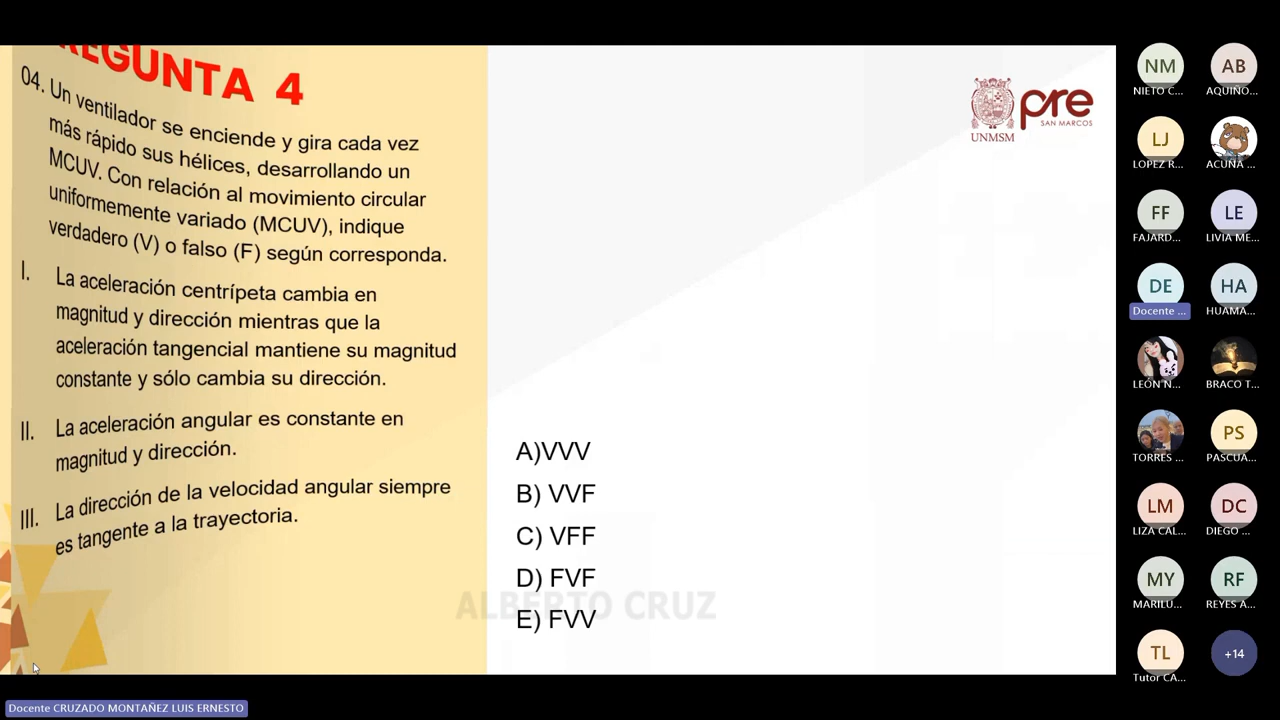 PREGUNTA 4
04. Un ventilador se enciende y gira cada vez
más rápido sus hélices, desarrollando un
MCUV. Con relación al movimiento circular
uniformemente variado (MCUV), indique
verdadero (V) o falso (F) según corresponda.
I. La aceleración centrípeta cambia en
magnitud y dirección mientras que la
aceleración tangencial mantiene su magnitud
constante y sólo cambia su dirección.
II. La aceleración angular es constante en
magnitud y dirección.
III. La dirección de la velocidad angular siempre
es tangente a la trayectoria.
A)VVV
B) VVF
C) VFF
D) FVF
E) FVV
ALBERTO CRUZ
UNMSM
pre
SAN MARCOS
NM
NIETO C...
AB
AQUIÑO...
LJ
LOPEZ R...
ACUÑA ...
FF
FAJARD...
LE
LIVIA ME...
DE
Docente ...
HA
HUAMA...
LEÓN N...
BRACO T...
TORRES ...
PS
PASCUA...
LM
LIZA CAL...
DC
DIEGO ...
MY
MARILÚ...
RF
REYES A...
TL
Tutor CA...
+14
Docente CRUZADO MONTAÑEZ LUIS ERNESTO